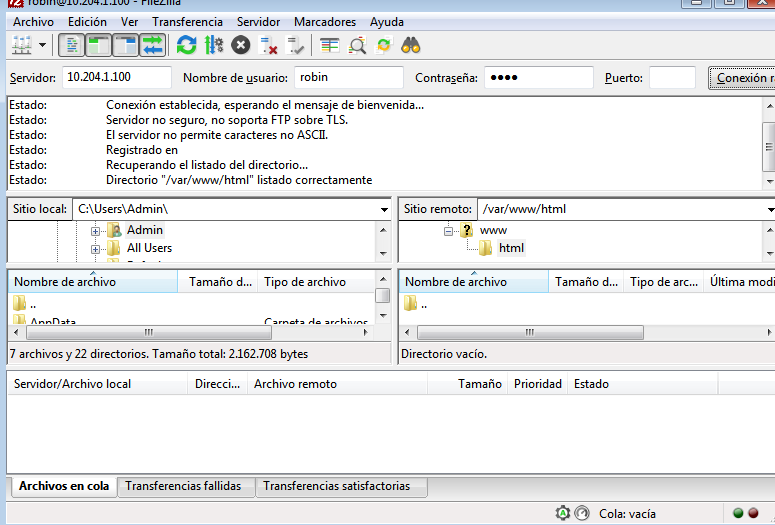 robin@10.204.1.100 - FileZilla
Archivo Edición Ver Transferencia Servidor Marcadores Ayuda
Servidor: 10.204.1.100 Nombre de usuario: robin Contraseña: ●●●● Puerto: Conexión r
Estado: Conexión establecida, esperando el mensaje de bienvenida...
Estado: Servidor no seguro, no soporta FTP sobre TLS.
Estado: El servidor no permite caracteres no ASCII.
Estado: Registrado en
Estado: Recuperando el listado del directorio...
Estado: Directorio "/var/www/html" listado correctamente
Sitio local: C:\Users\Admin\ Sitio remoto: /var/www/html
Admin ? www
All Users html
Nombre de archivo Tamaño d... Tipo de archivo Nombre de archivo Tamaño d... Tipo de arc... Última modi
.. ..
AppData Carpeta de archivos
7 archivos y 22 directorios. Tamaño total: 2.162.708 bytes Directorio vacío.
Servidor/Archivo local Direcci... Archivo remoto Tamaño Prioridad Estado
Archivos en cola Transferencias fallidas Transferencias satisfactorias
Cola: vacía